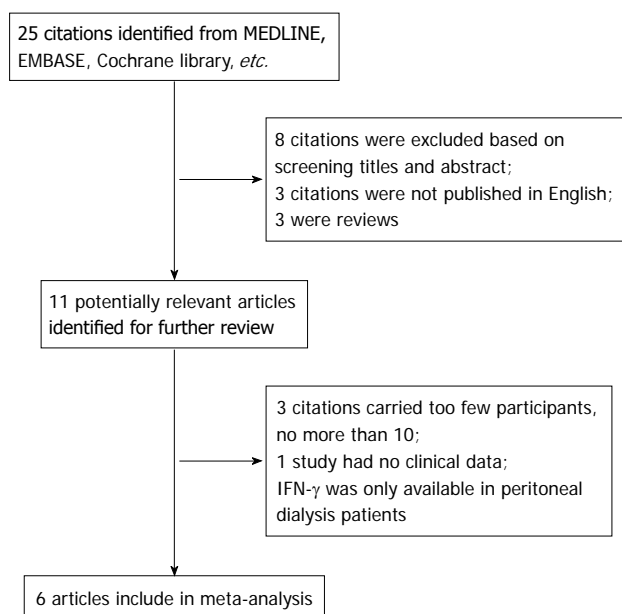 25 citations identified from MEDLINE,
EMBASE, Cochrane library, etc.
8 citations were excluded based on
screening titles and abstract;
3 citations were not published in English;
3 were reviews
11 potentially relevant articles
identified for further review
3 citations carried too few participants,
no more than 10;
1 study had no clinical data;
IFN-γ was only available in peritoneal
dialysis patients
6 articles include in meta-analysis